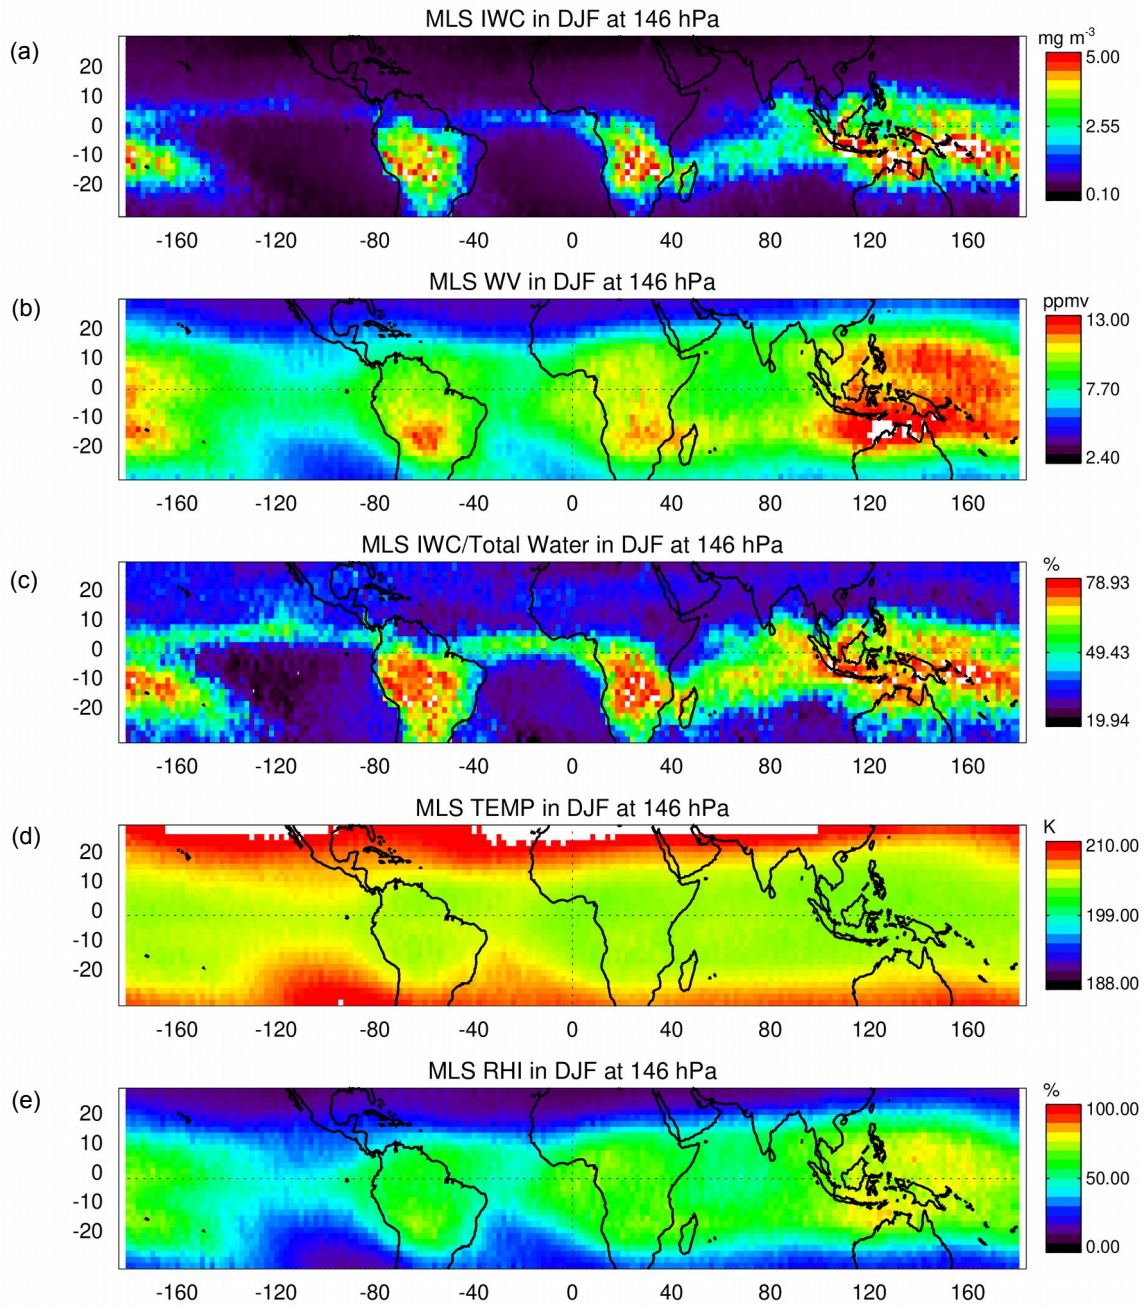 MLS IWC in DJF at 146 hPa
(a)
mg m-3
20
10
0
-10
-20
5.00
2.55
0.10
-160 -120 -80 -40 0 40 80 120 160
MLS WV in DJF at 146 hPa
(b)
ppmv
20
10
0
-10
-20
13.00
7.70
2.40
-160 -120 -80 -40 0 40 80 120 160
MLS IWC/Total Water in DJF at 146 hPa
(c)
%
20
10
0
-10
-20
78.93
49.43
19.94
-160 -120 -80 -40 0 40 80 120 160
MLS TEMP in DJF at 146 hPa
(d)
K
20
10
0
-10
-20
210.00
199.00
188.00
-160 -120 -80 -40 0 40 80 120 160
MLS RHI in DJF at 146 hPa
(e)
%
20
10
0
-10
-20
100.00
50.00
0.00
-160 -120 -80 -40 0 40 80 120 160